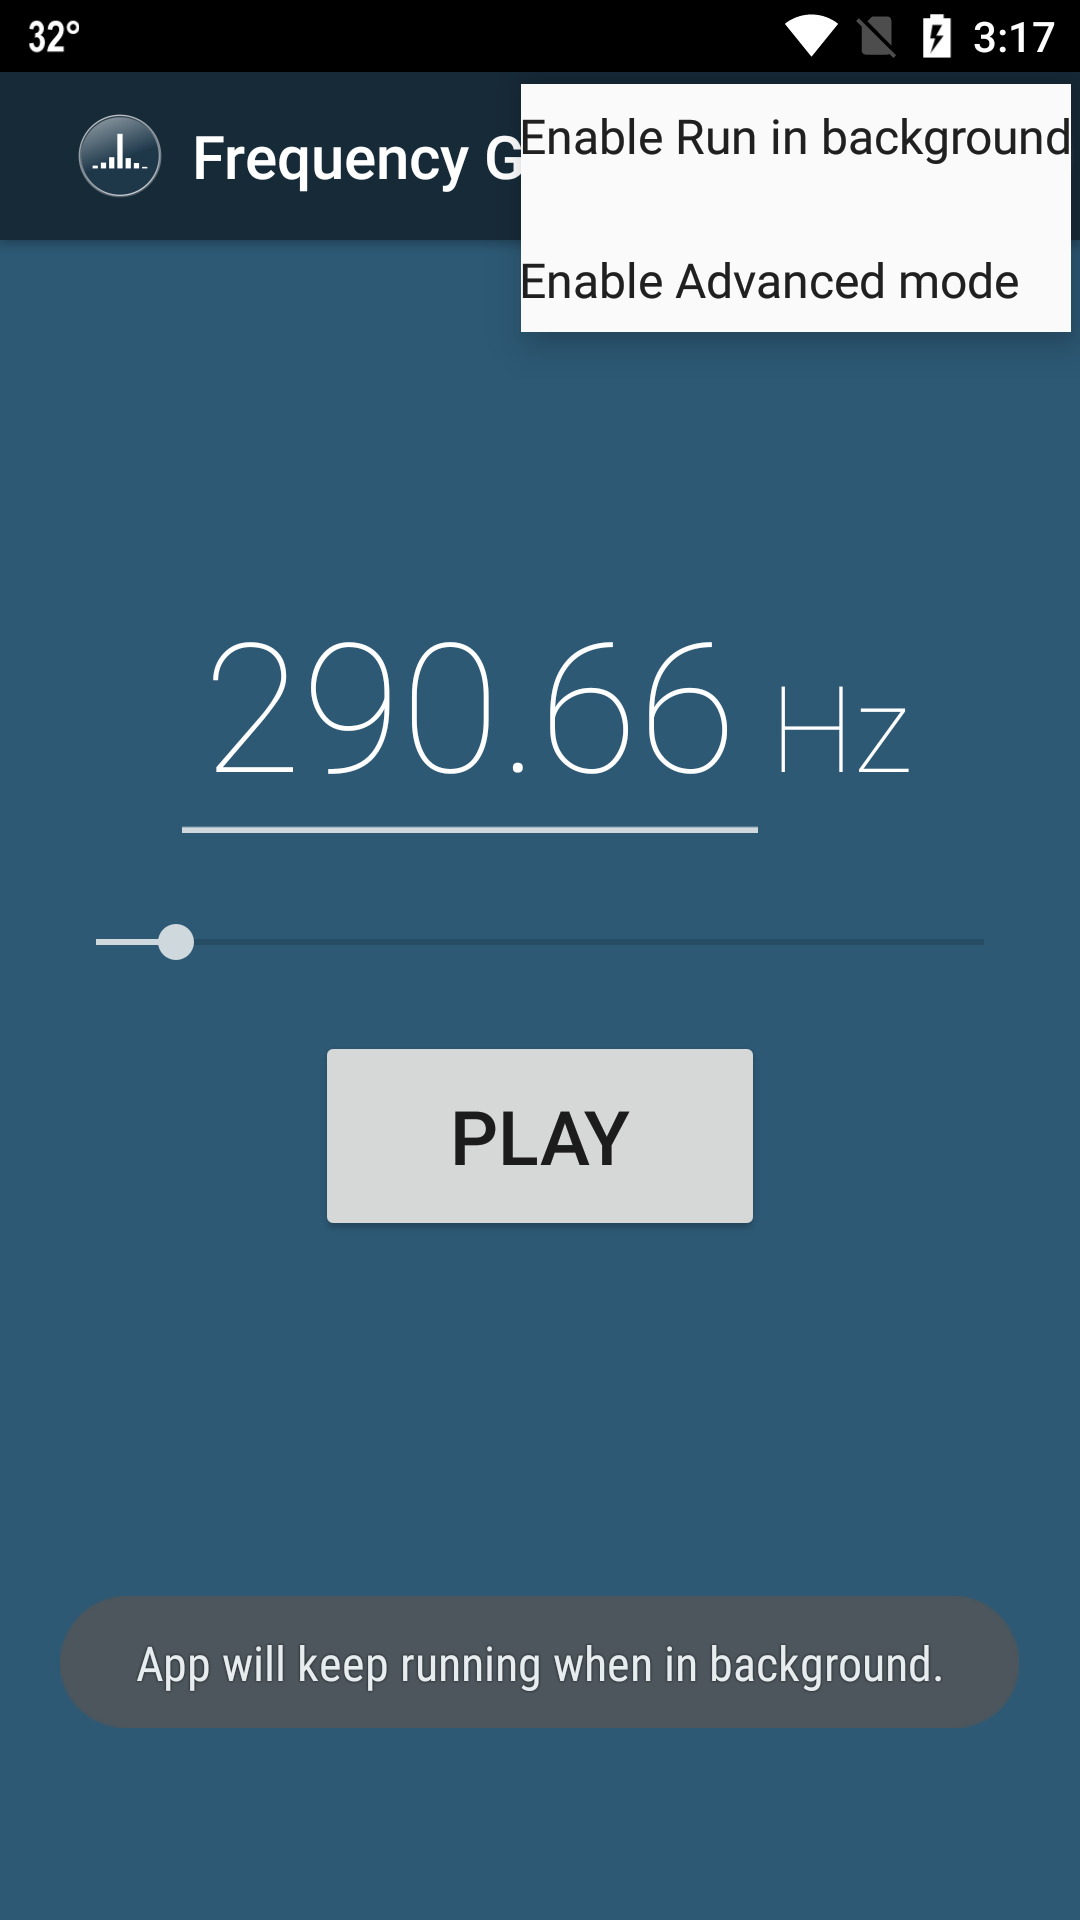 32°
3:17
Frequency G
Enable Run in background
Enable Advanced mode
290.66 Hz
PLAY
App will keep running when in background.